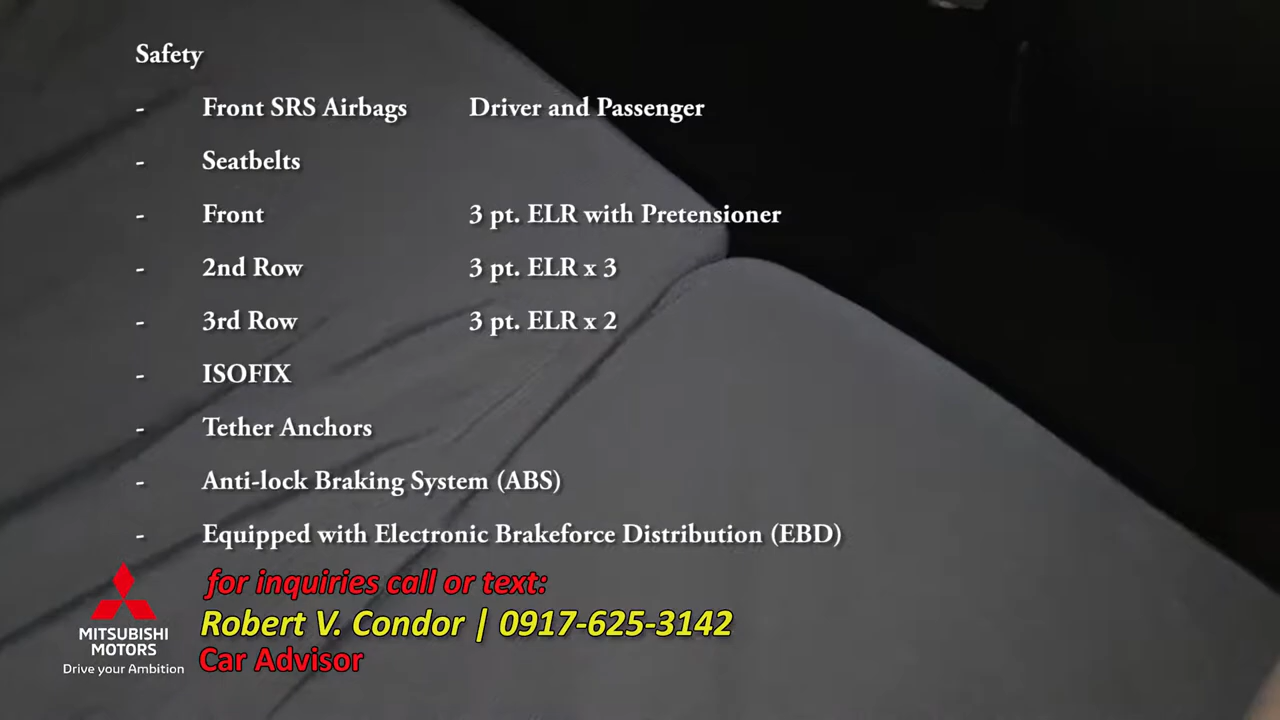 Safety
- Front SRS Airbags Driver and Passenger
- Seatbelts
- Front 3 pt. ELR with Pretensioner
- 2nd Row 3 pt. ELR x 3
- 3rd Row 3 pt. ELR x 2
- ISOFIX
- Tether Anchors
- Anti-lock Braking System (ABS)
- Equipped with Electronic Brakeforce Distribution (EBD)
for inquiries call or text:
Robert V. Condor | 0917-625-3142
Car Advisor
MITSUBISHI
MOTORS
Drive your Ambition